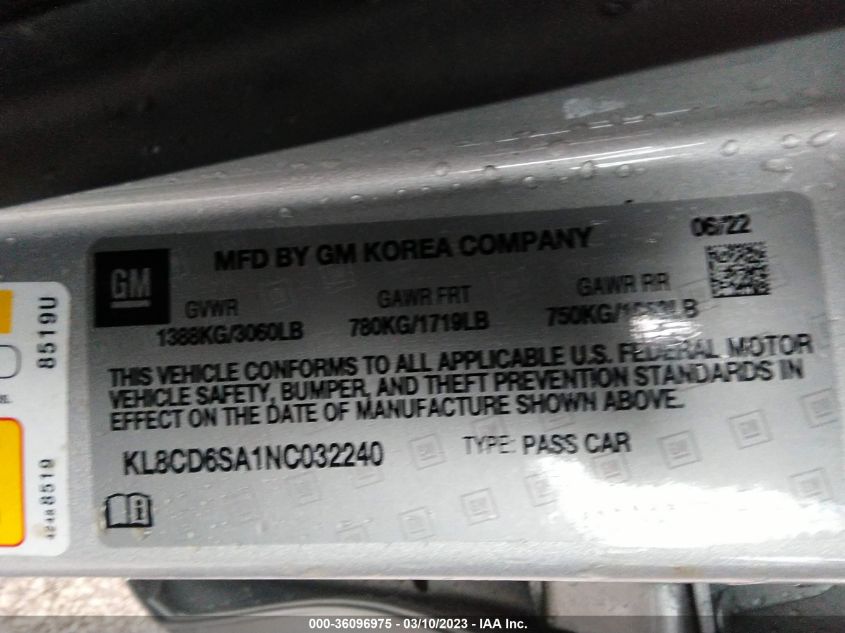 06/22
GM
MFD BY GM KOREA COMPANY
GVWR GAWR FRT GAWR RR
1388KG/3060LB 780KG/1719LB 750KG/
THIS VEHICLE CONFORMS TO ALL APPLICABLE U.S. FEDERAL MOTOR
VEHICLE SAFETY, BUMPER, AND THEFT PREVENTION STANDARDS IN
EFFECT ON THE DATE OF MANUFACTURE SHOWN ABOVE.
KL8CD6SA1NC032240 TYPE: PASS CAR
8519U
42488519
000-36096975 - 03/10/2023 - IAA Inc.